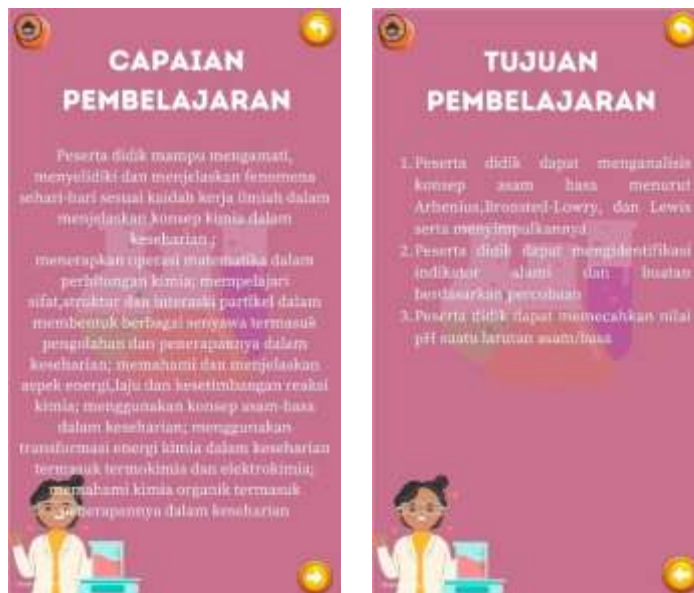 CAPAIAN
PEMBELAJARAN
Peserta didik mampu mengamati,
menyelidiki dan menjelaskan fenomena
sehari-hari sesuai kaidah kerja ilmiah dalam
menjelaskan konsep kimia dalam
keseharian ;
menerapkan operasi matematika dalam
perhitungan kimia; mempelajari
sifat,struktur dan interaski partikel dalam
membentuk berbagai senyawa termasuk
pengolahan dan penerapannya dalam
keseharian; memahami dan menjelaskan
aspek energi,laju dan kesetimbangan reaksi
kimia; menggunakan konsep asam-basa
dalam keseharian; menggunakan
transformasi energi kimia dalam keseharian
termasuk termokimia dan elektrokimia;
memahami kimia organik termasuk
penerapannya dalam keseharian
TUJUAN
PEMBELAJARAN
1. Peserta didik dapat menganalisis
konsep asam basa menurut
Arhenius,Bronsted-Lowry, dan Lewis
serta menyimpulkannya
2. Peserta didik dapat mengidentifikasi
indikator alami dan buatan
berdasarkan percobaan
3. Peserta didik dapat memecahkan nilai
pH suatu larutan asam/basa